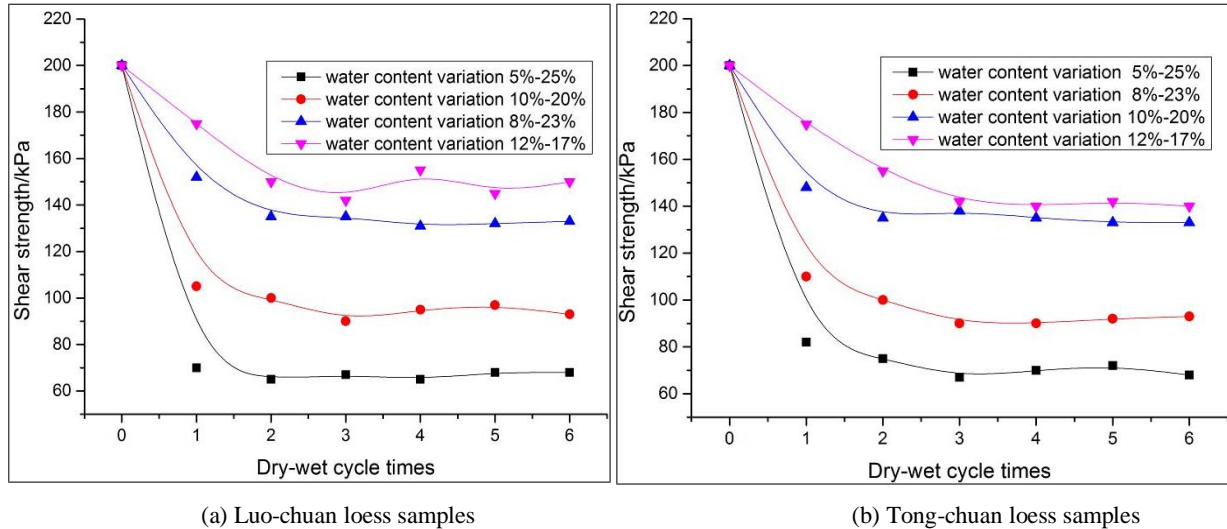 220
200
180
160
140
120
100
80
60
Shear strength/kPa
water content variation 5%-25%
water content variation 10%-20%
water content variation 8%-23%
water content variation 12%-17%
0 1 2 3 4 5 6
Dry-wet cycle times
(a) Luo-chuan loess samples
220
200
180
160
140
120
100
80
60
Shear strength/kPa
water content variation 5%-25%
water content variation 8%-23%
water content variation 10%-20%
water content variation 12%-17%
0 1 2 3 4 5 6
Dry-wet cycle times
(b) Tong-chuan loess samples